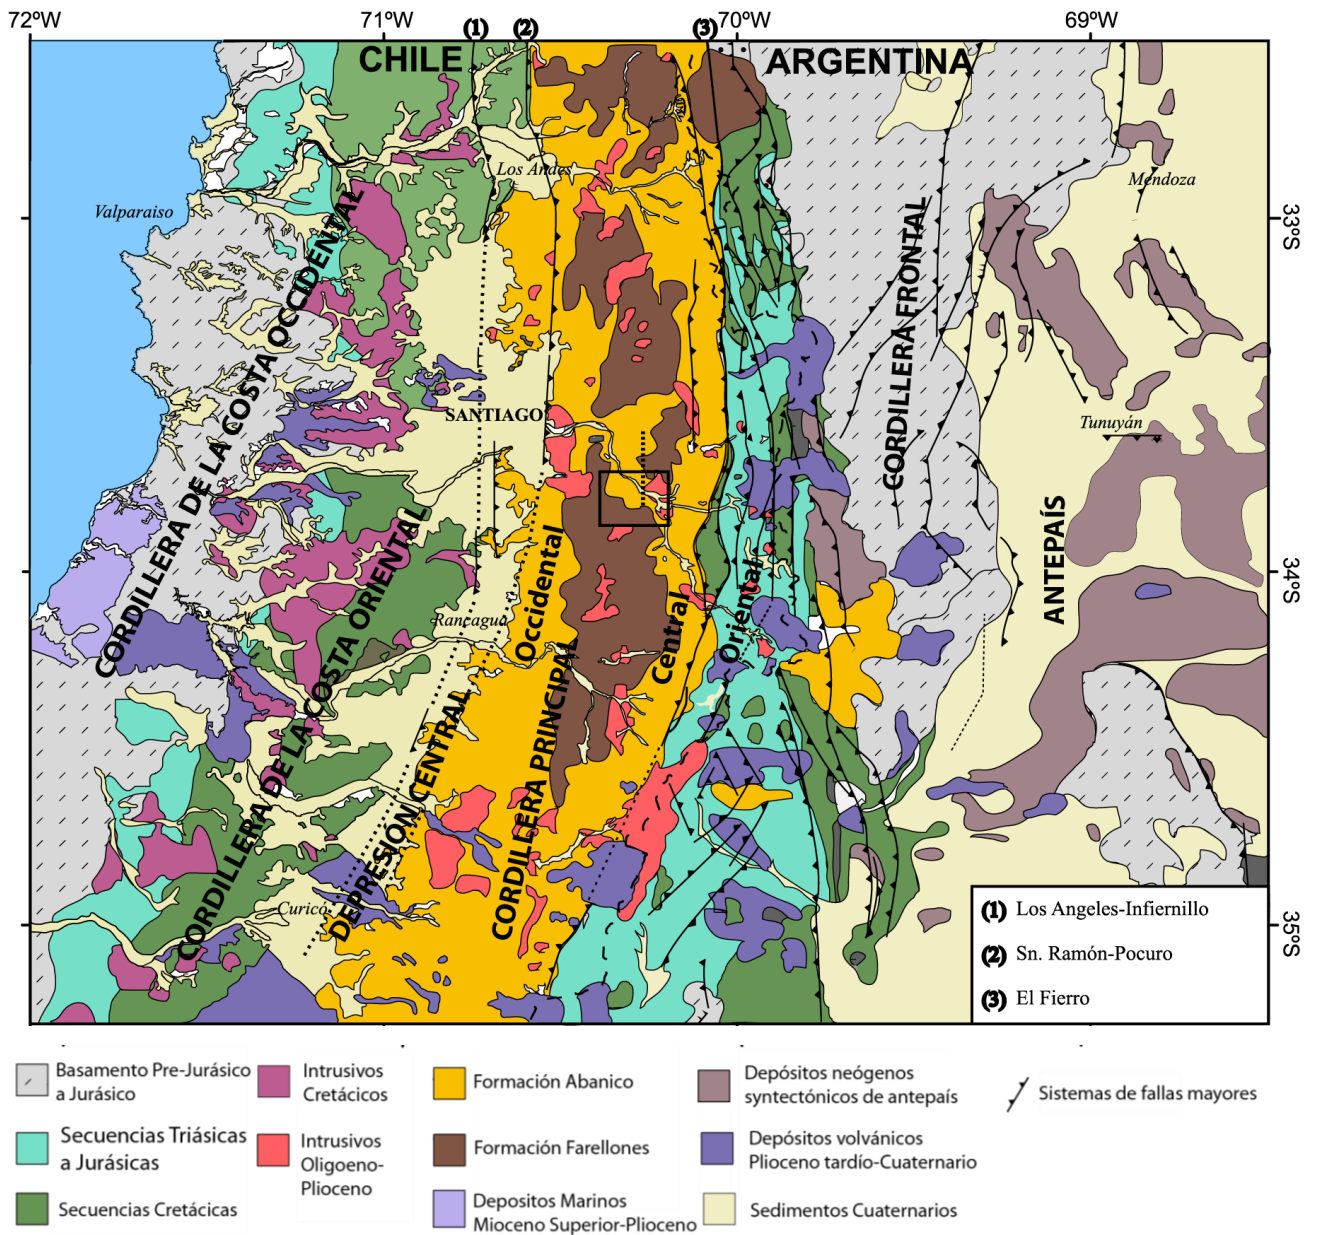 72ºW
71ºW
70ºW
69ºW
(1)
(2)
(3)
CHILE
ARGENTINA
Los Andes
Mendoza
Valparaiso
33ºS
CORDILLERA DE LA COSTA OCCIDENTAL
CORDILLERA FRONTAL
SANTIAGO
Tunuyán
CORDILLERA DE LA COSTA ORIENTAL
Occidental
Central
Oriental
ANTEPAÍS
34ºS
Rancagua
CORDILLERA PRINCIPAL
DEPRESIÓN CENTRAL
Curicó
35ºS
(1) Los Angeles-Infiernillo
(2) Sn. Ramón-Pocuro
(3) El Fierro
Basamento Pre-Jurásico
a Jurásico
Secuencias Triásicas
a Jurásicas
Secuencias Cretácicas
Intrusivos
Cretácicos
Intrusivos
Oligoeno-
Plioceno
Formación Abanico
Formación Farellones
Depositos Marinos
Mioceno Superior-Plioceno
Depósitos neógenos
syntectónicos de antepaís
Depósitos volvánicos
Plioceno tardío-Cuaternario
Sedimentos Cuaternarios
Sistemas de fallas mayores